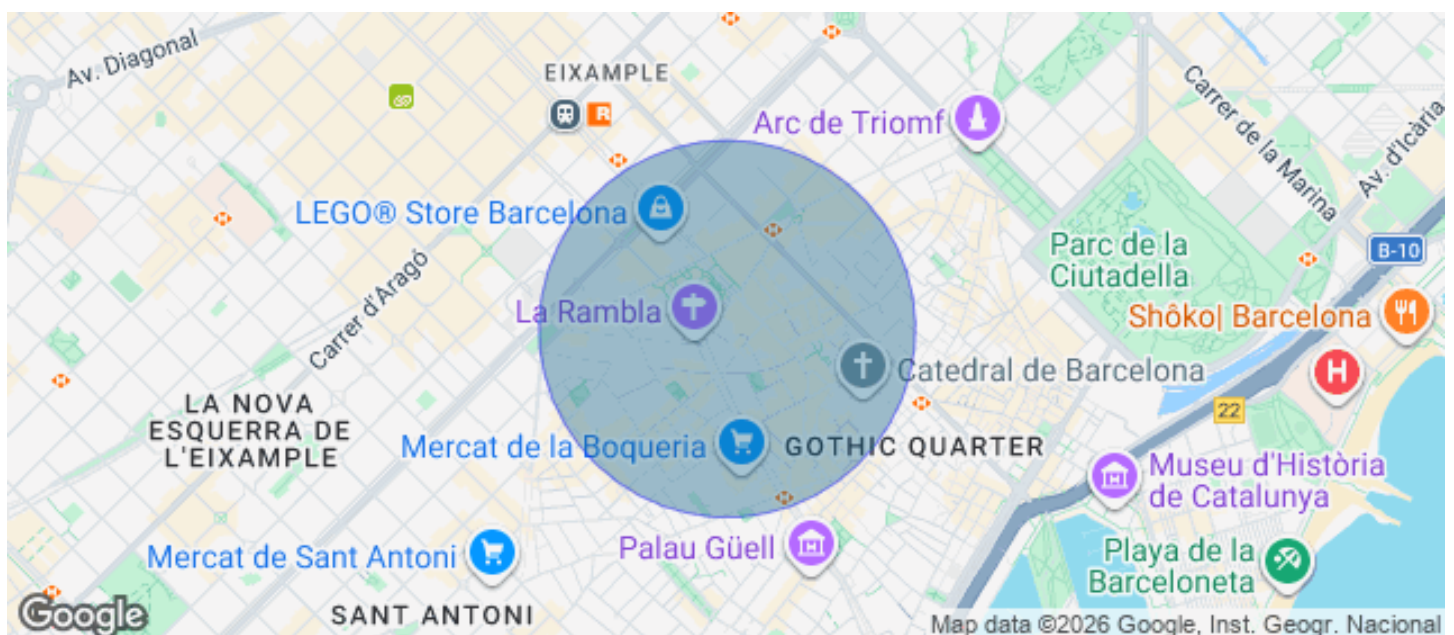 Av. Diagonal
EIXAMPLE
R
Arc de Triomf
Carrer de la Marina
Av. d'Icària
LEGO® Store Barcelona
Parc de la
Ciutadella
B-10
Carrer d'Aragó
La Rambla
Shôko| Barcelona
Catedral de Barcelona
H
22
LA NOVA
ESQUERRA DE
L'EIXAMPLE
Mercat de la Boqueria
GOTHIC QUARTER
Museu d'Història
de Catalunya
Mercat de Sant Antoni
Palau Güell
Playa de la
Barceloneta
SANT ANTONI
Google
Map data ©2026 Google, Inst. Geogr. Nacional